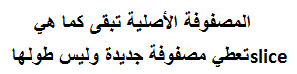 المصفوفة الأصلية تبقى كما هي
sliceتعطي مصفوفة جديدة وليس طولها